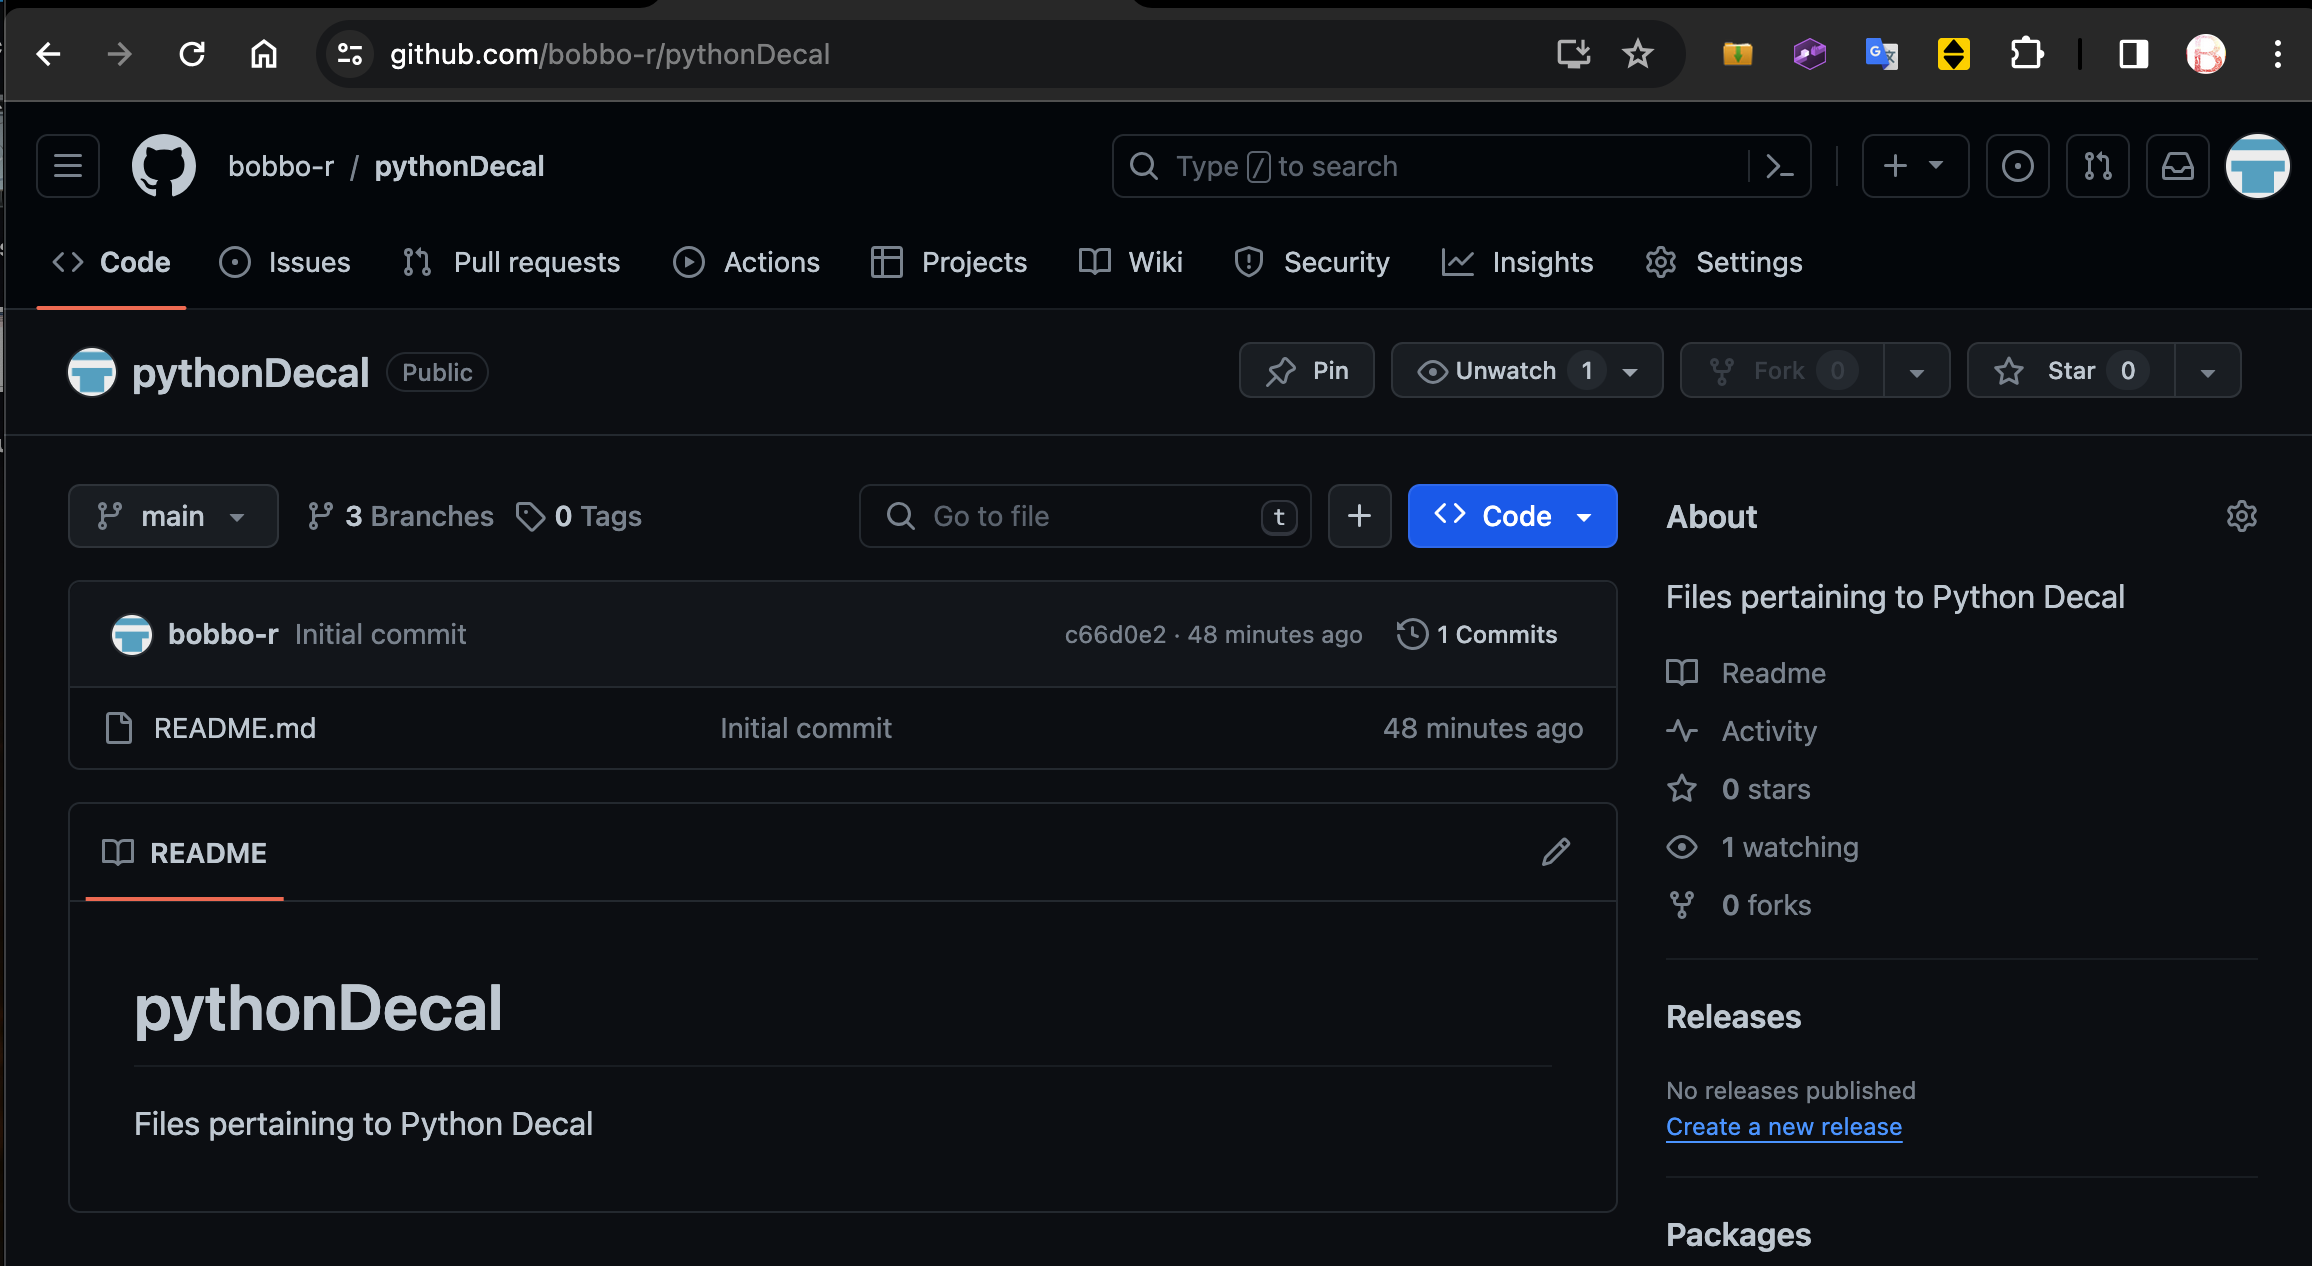 github.com/bobbo-r/pythonDecal
bobbo-r / pythonDecal
Type / to search
Code Issues Pull requests Actions Projects Wiki Security Insights Settings
pythonDecal Public
Pin Unwatch 1 Fork 0 Star 0
main 3 Branches 0 Tags
Go to file t
+ Code
About
Files pertaining to Python Decal
bobbo-r Initial commit c66d0e2 · 48 minutes ago 1 Commits
README.md Initial commit 48 minutes ago
Readme
Activity
0 stars
1 watching
0 forks
README
pythonDecal
Files pertaining to Python Decal
Releases
No releases published
Create a new release
Packages